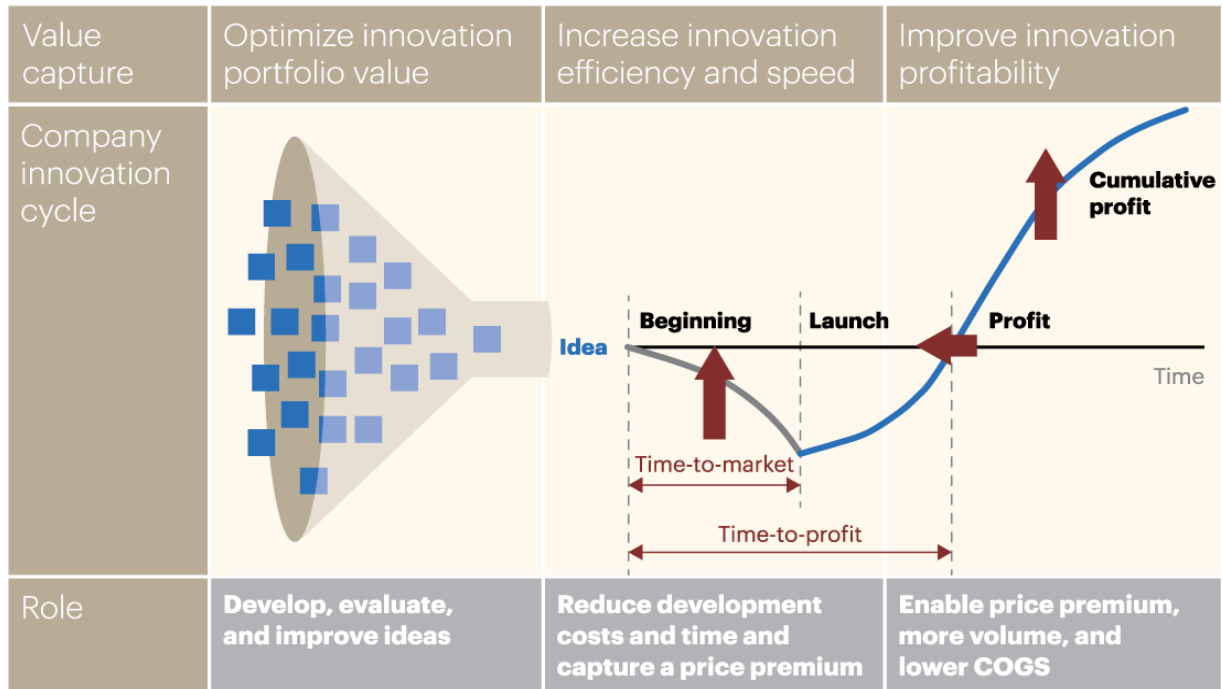 Value
capture
Optimize innovation
portfolio value
Increase innovation
efficiency and speed
Improve innovation
profitability
Company
innovation
cycle
Idea
Beginning
Launch
Profit
Cumulative
profit
Time
Time-to-market
Time-to-profit
Role
Develop, evaluate,
and improve ideas
Reduce development
costs and time and
capture a price premium
Enable price premium,
more volume, and
lower COGS